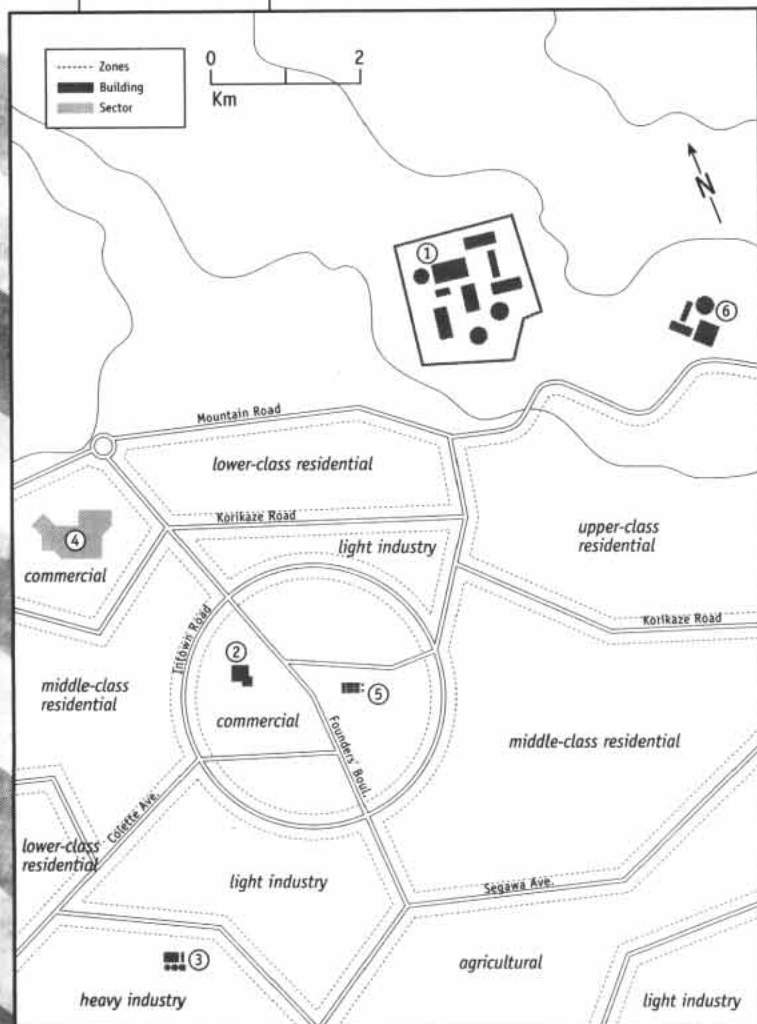 Zones
Building
Sector
0 2
Km
N
1
6
Mountain Road
lower-class residential
Korikaze Road
4
commercial
light industry
upper-class
residential
Korikaze Road
Intown Road
2
5
middle-class
residential
commercial
Founders' Boul.
middle-class residential
Colette Ave.
lower-class
residential
light industry
Segawa Ave.
3
agricultural
heavy industry
light industry